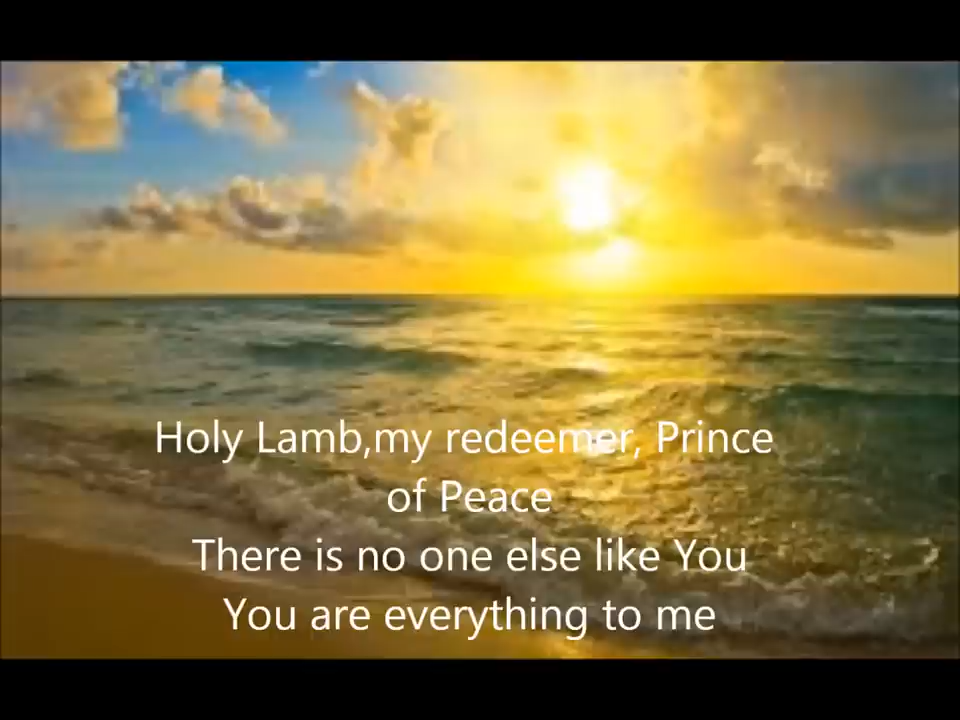 Holy Lamb,my redeemer, Prince
of Peace
There is no one else like You
You are everything to me